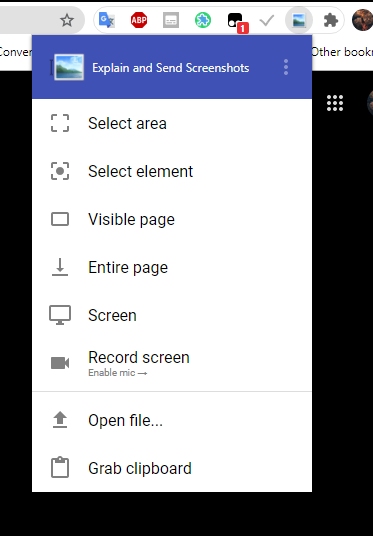 ABP
1
Conver
Other bookm
Explain and Send Screenshots
Select area
Select element
Visible page
Entire page
Screen
Record screen
Enable mic →
Open file...
Grab clipboard